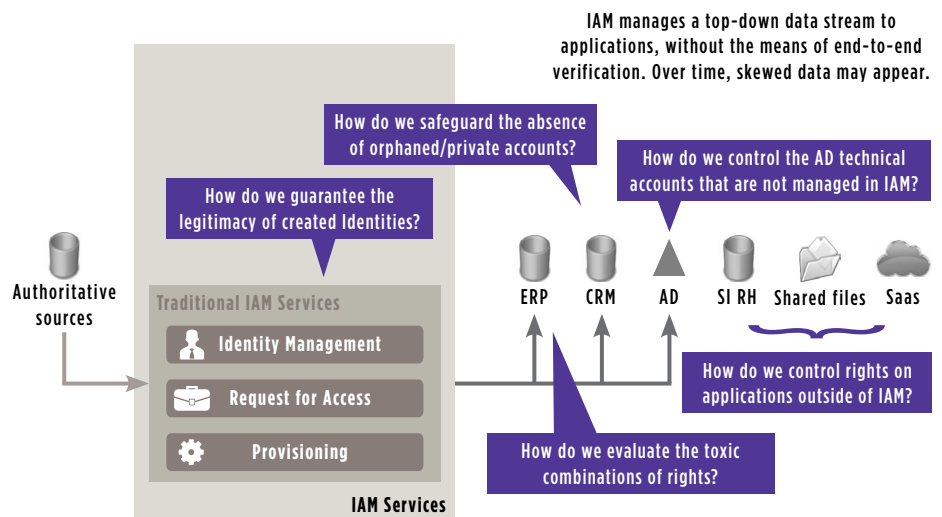 IAM manages a top-down data stream to
applications, without the means of end-to-end
verification. Over time, skewed data may appear.
How do we safeguard the absence
of orphaned/private accounts?
How do we control the AD technical
accounts that are not managed in IAM?
How do we guarantee the
legitimacy of created Identities?
Authoritative
sources
Traditional IAM Services
Identity Management
Request for Access
Provisioning
IAM Services
ERP
CRM
AD
SI RH
Shared files
Saas
How do we control rights on
applications outside of IAM?
How do we evaluate the toxic
combinations of rights?